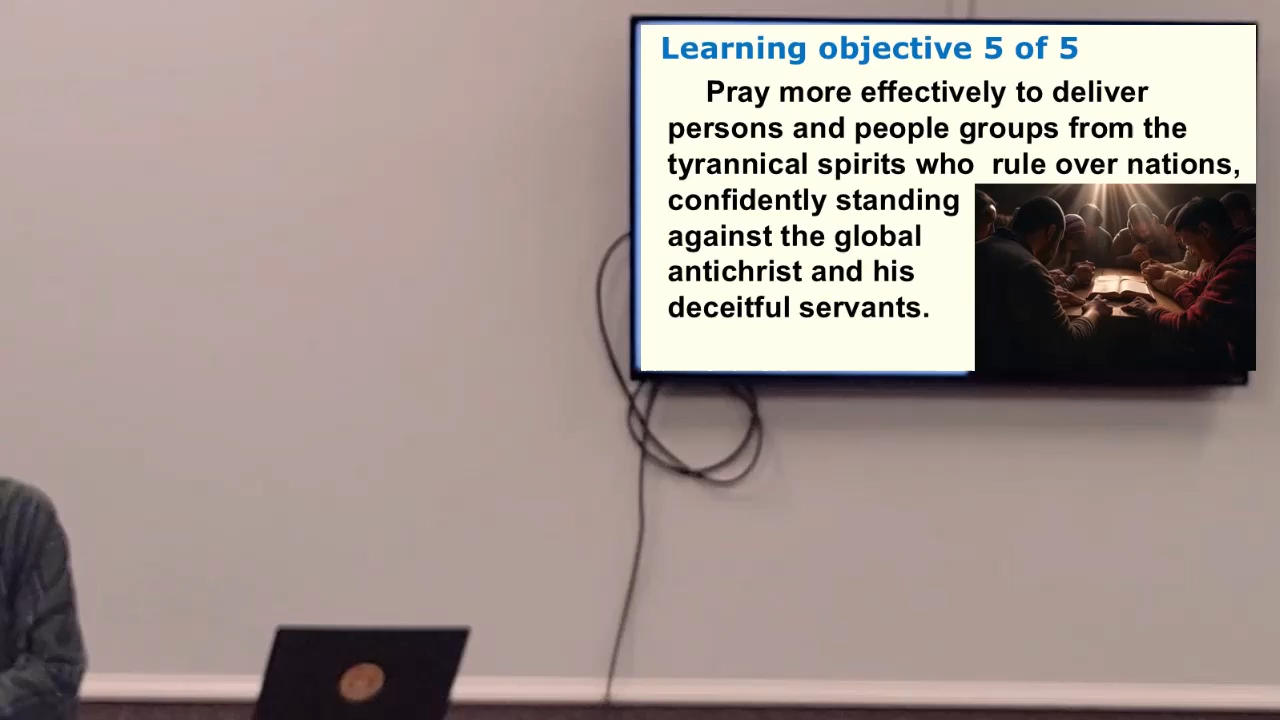 Learning objective 5 of 5
Pray more effectively to deliver
persons and people groups from the
tyrannical spirits who rule over nations,
confidently standing
against the global
antichrist and his
deceitful servants.